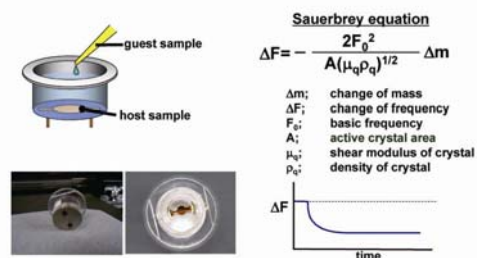 guest sample
host sample
Sauerbrey equation
ΔF= − 2F₀² / A(μqρq)^1/2 Δm
Δm; change of mass
ΔF; change of frequency
F₀; basic frequency
A; active crystal area
μq; shear modulus of crystal
ρq; density of crystal
ΔF
time